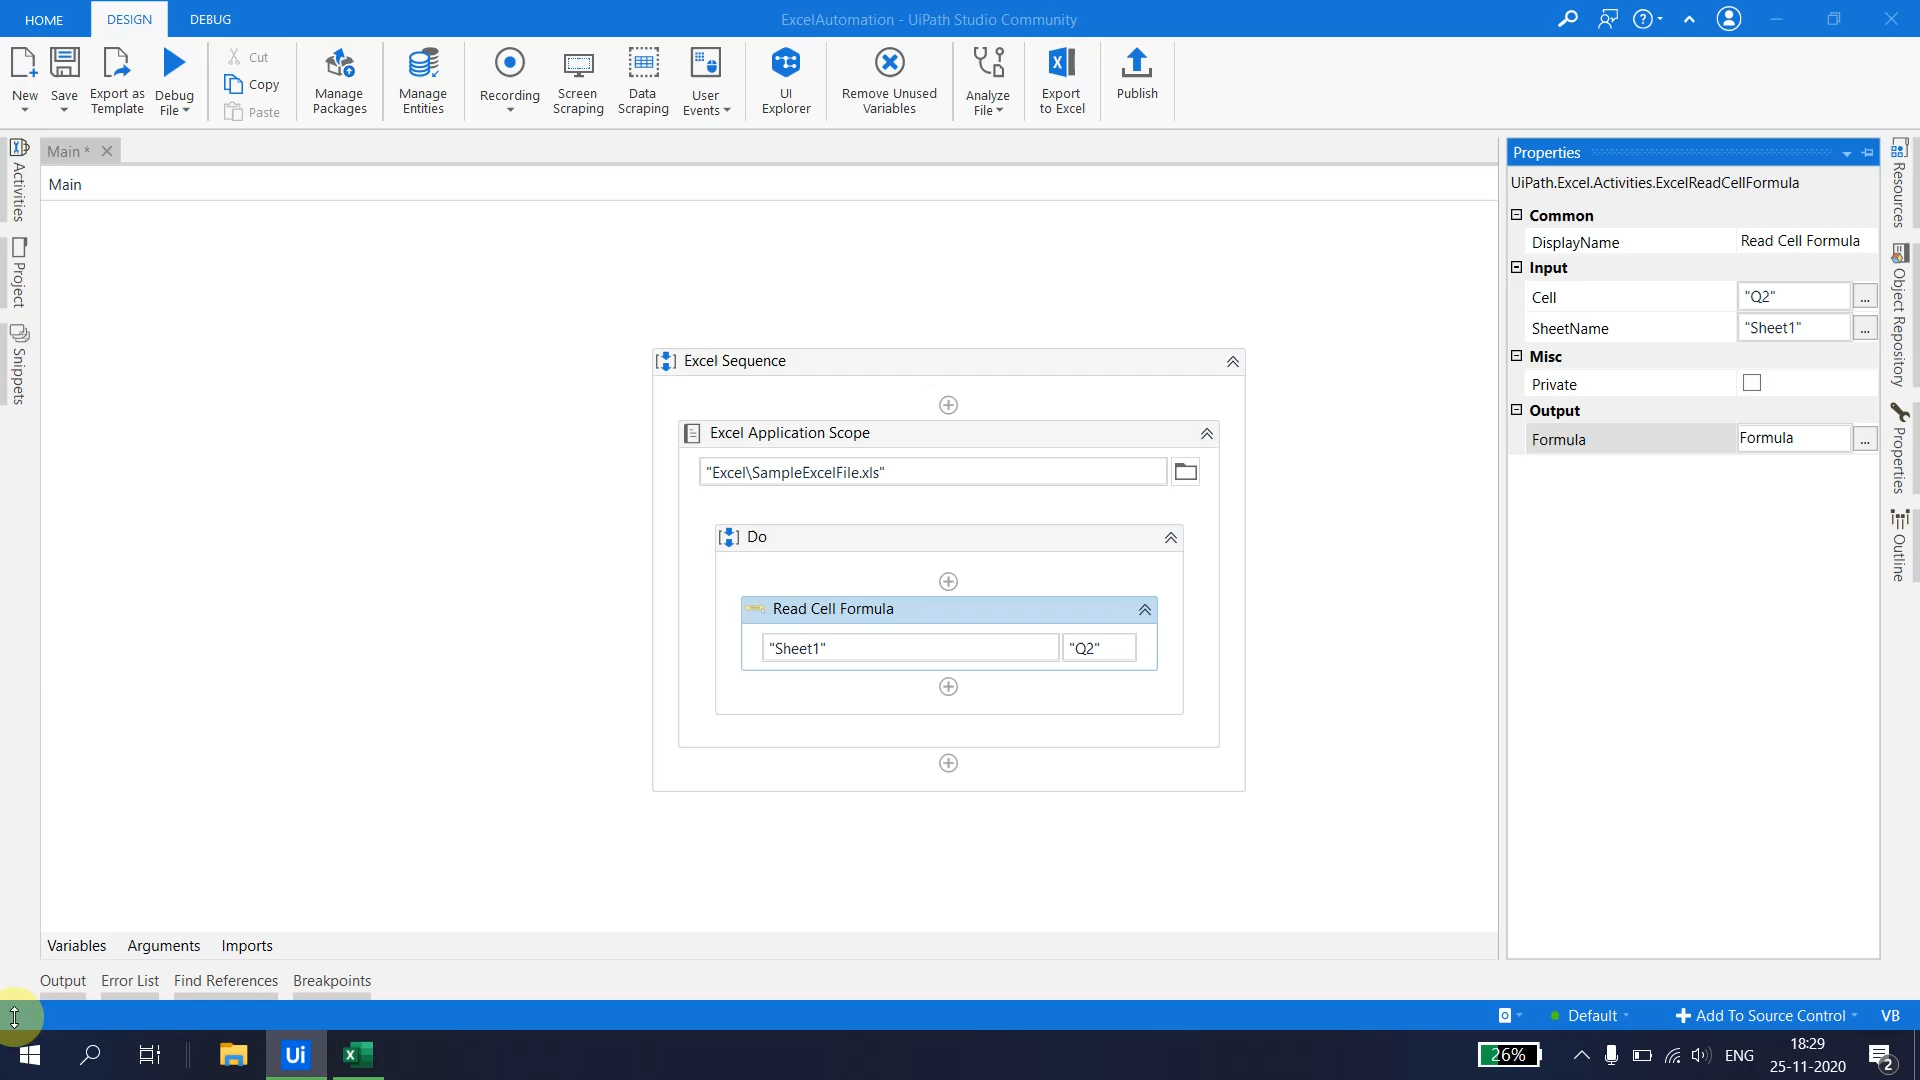 HOME
DESIGN
DEBUG
ExcelAutomation - UiPath Studio Community
New
Save
Export as
Template
Debug
File
Cut
Copy
Paste
Manage
Packages
Manage
Entities
Recording
Screen
Scraping
Data
Scraping
User
Events
UI
Explorer
Remove Unused
Variables
Analyze
File
Export
to Excel
Publish
Activities
Project
Snippets
Main *
Main
Excel Sequence
Excel Application Scope
"Excel\SampleExcelFile.xls"
Do
Read Cell Formula
"Sheet1"
"Q2"
Properties
UiPath.Excel.Activities.ExcelReadCellFormula
Common
DisplayName
Read Cell Formula
Input
Cell
"Q2"
...
SheetName
"Sheet1"
...
Misc
Private
Output
Formula
Formula
...
Resources
Object Repository
Properties
Outline
Variables
Arguments
Imports
Output
Error List
Find References
Breakpoints
Default
Add To Source Control
VB
Ui
26%
ENG
18:29
25-11-2020
2